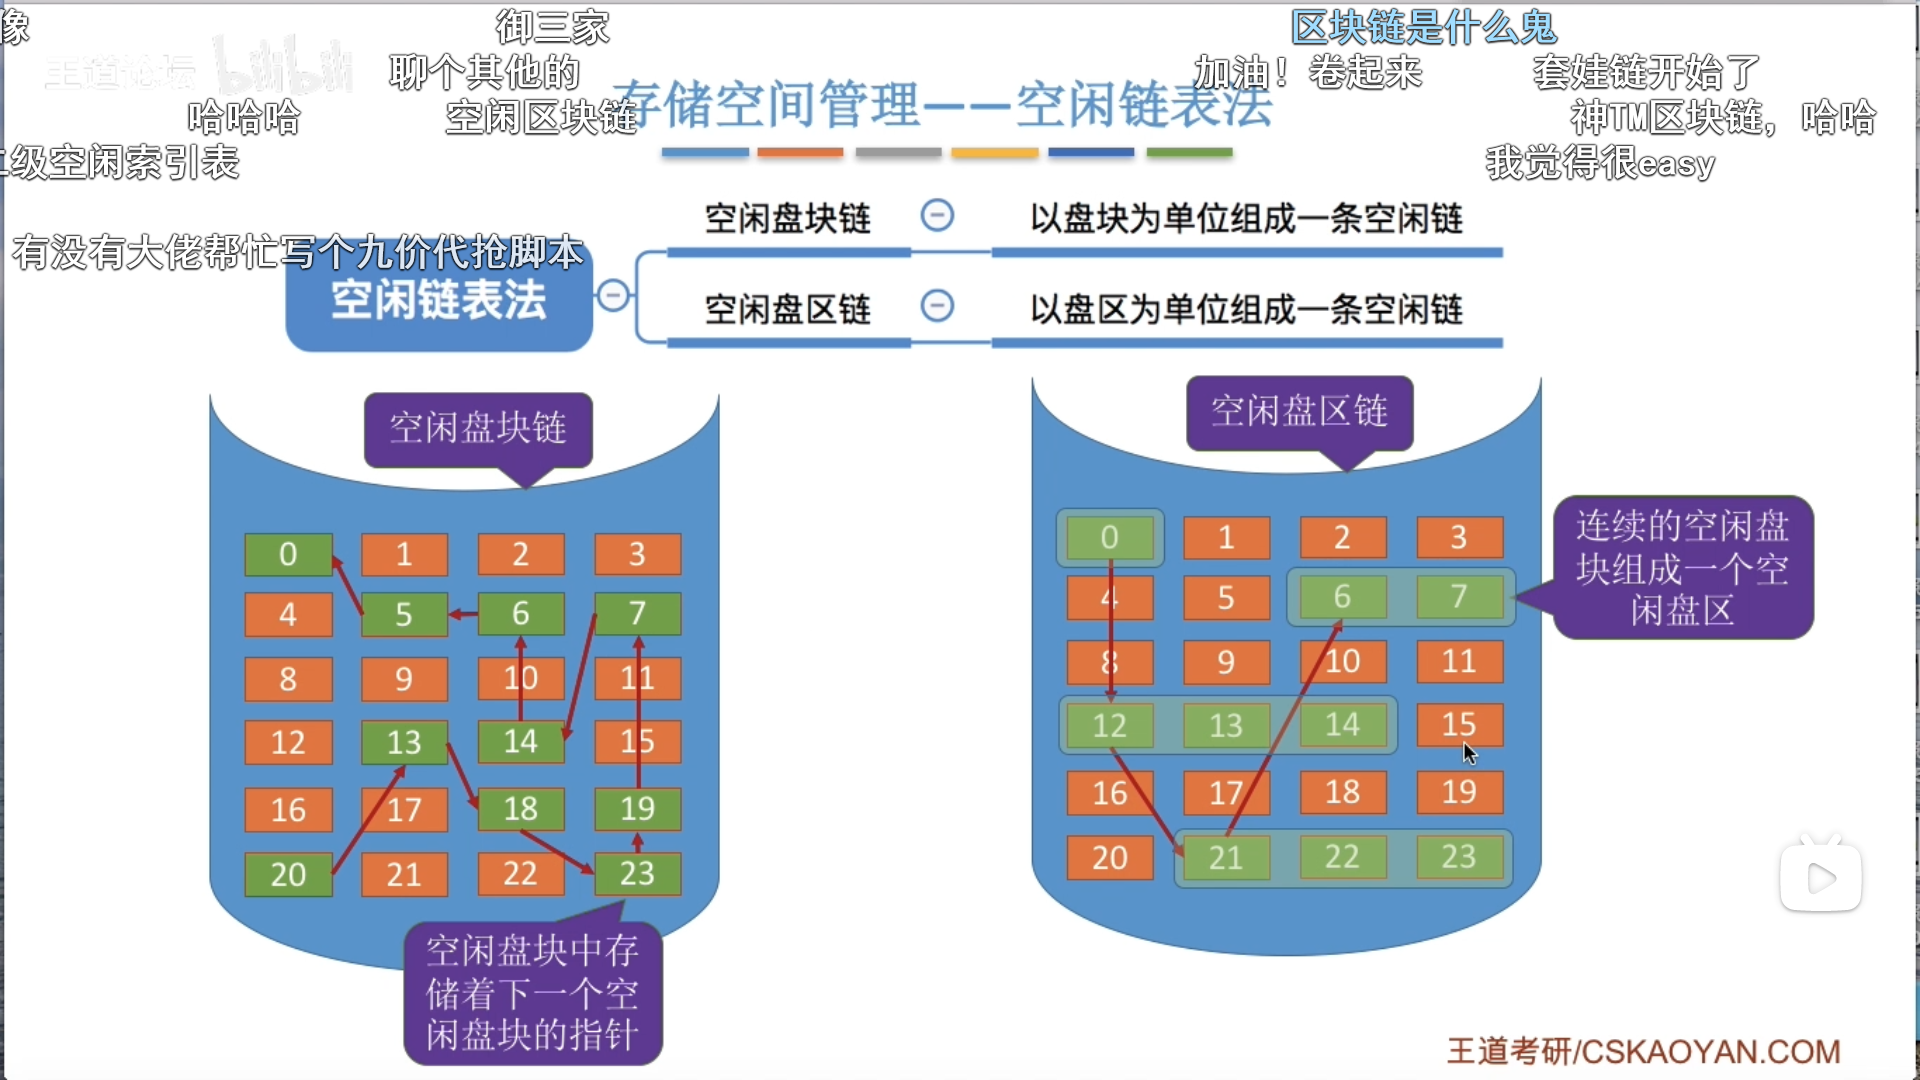 像
御三家
区块链是什么鬼
王道论坛 bilibili
聊个其他的
加油！卷起来
套娃链开始了
存储空间管理——空闲链表法
哈哈哈
空闲区块链
神TM区块链，哈哈
级空闲索引表
我觉得很easy
空闲盘块链
以盘块为单位组成一条空闲链
有没有大佬帮忙写个九价代抢脚本
空闲链表法
空闲盘区链
以盘区为单位组成一条空闲链
空闲盘块链
0 1 2 3
4 5 6 7
8 9 10 11
12 13 14 15
16 17 18 19
20 21 22 23
空闲盘块中存
储着下一个空
闲盘块的指针
空闲盘区链
0 1 2 3
4 5 6 7
8 9 10 11
12 13 14 15
16 17 18 19
20 21 22 23
连续的空闲盘
块组成一个空
闲盘区
王道考研/CSKAOYAN.COM